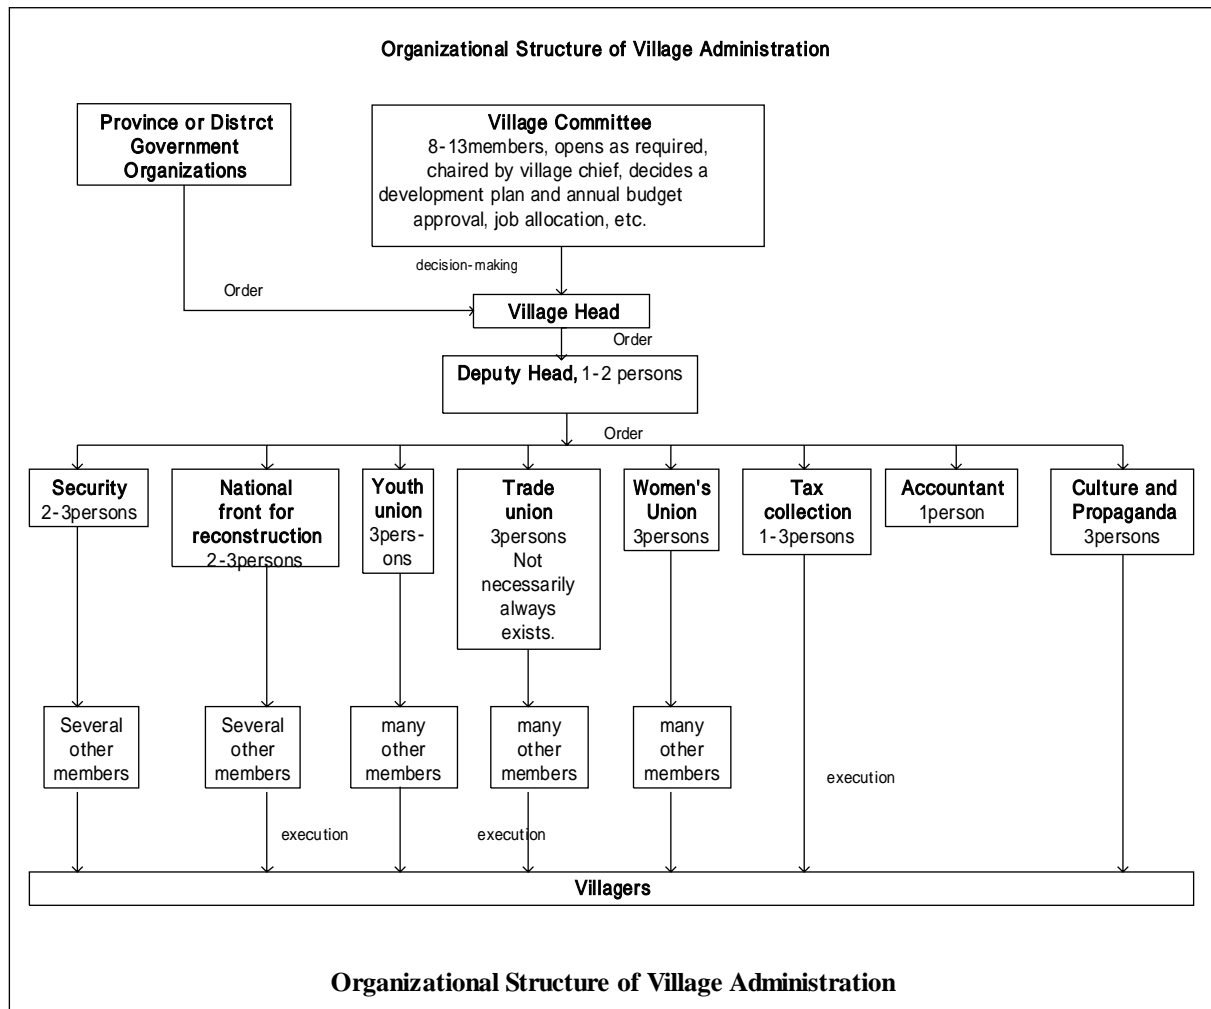 Organizational Structure of Village Administration
Province or Distrct
Government
Organizations
Village Committee
8-13members, opens as required,
chaired by village chief, decides a
development plan and annual budget
approval, job allocation, etc.
decision-making
Order
Village Head
Order
Deputy Head, 1-2 persons
Order
Security
2-3persons
National
front for
reconstruction
2-3persons
Youth
union
3pers-
ons
Trade
union
3persons
Not
necessarily
always
exists.
Women's
Union
3persons
Tax
collection
1-3persons
Accountant
1person
Culture and
Propaganda
3persons
Several
other
members
Several
other
members
many
other
members
many
other
members
many
other
members
execution
execution
execution
Villagers
Organizational Structure of Village Administration